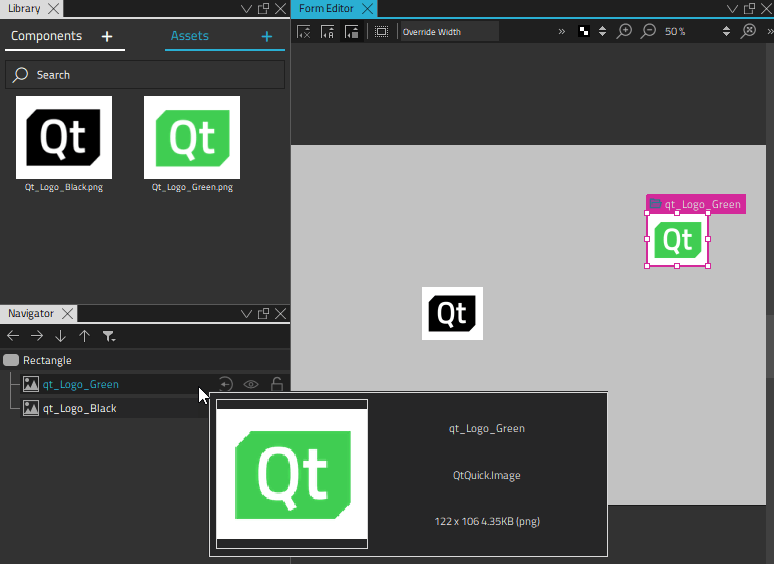 Library
Form Editor
Components +
Assets +
Override Width
50 %
Search
Qt
Qt
Qt_Logo_Black.png
Qt_Logo_Green.png
qt_Logo_Green
Qt
Qt
Navigator
Rectangle
qt_Logo_Green
qt_Logo_Black
Qt
qt_Logo_Green
QtQuick.Image
122 x 106 4.35KB (png)